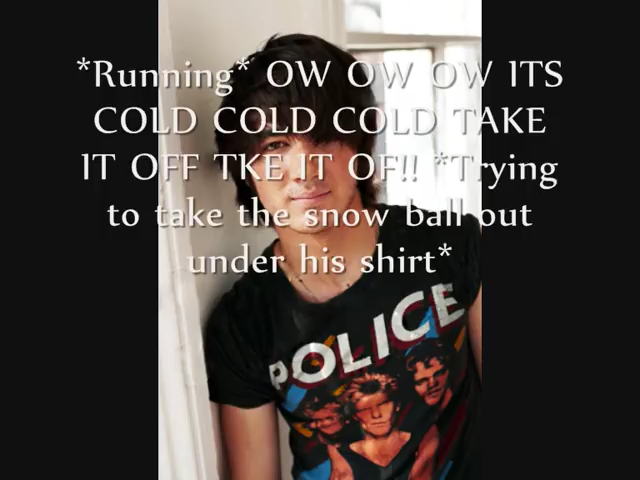 *Running* OW OW OW ITS
COLD COLD COLD TAKE
IT OFF TKE IT OF!! *Trying
to take the snow ball out
under his shirt*
POLICE